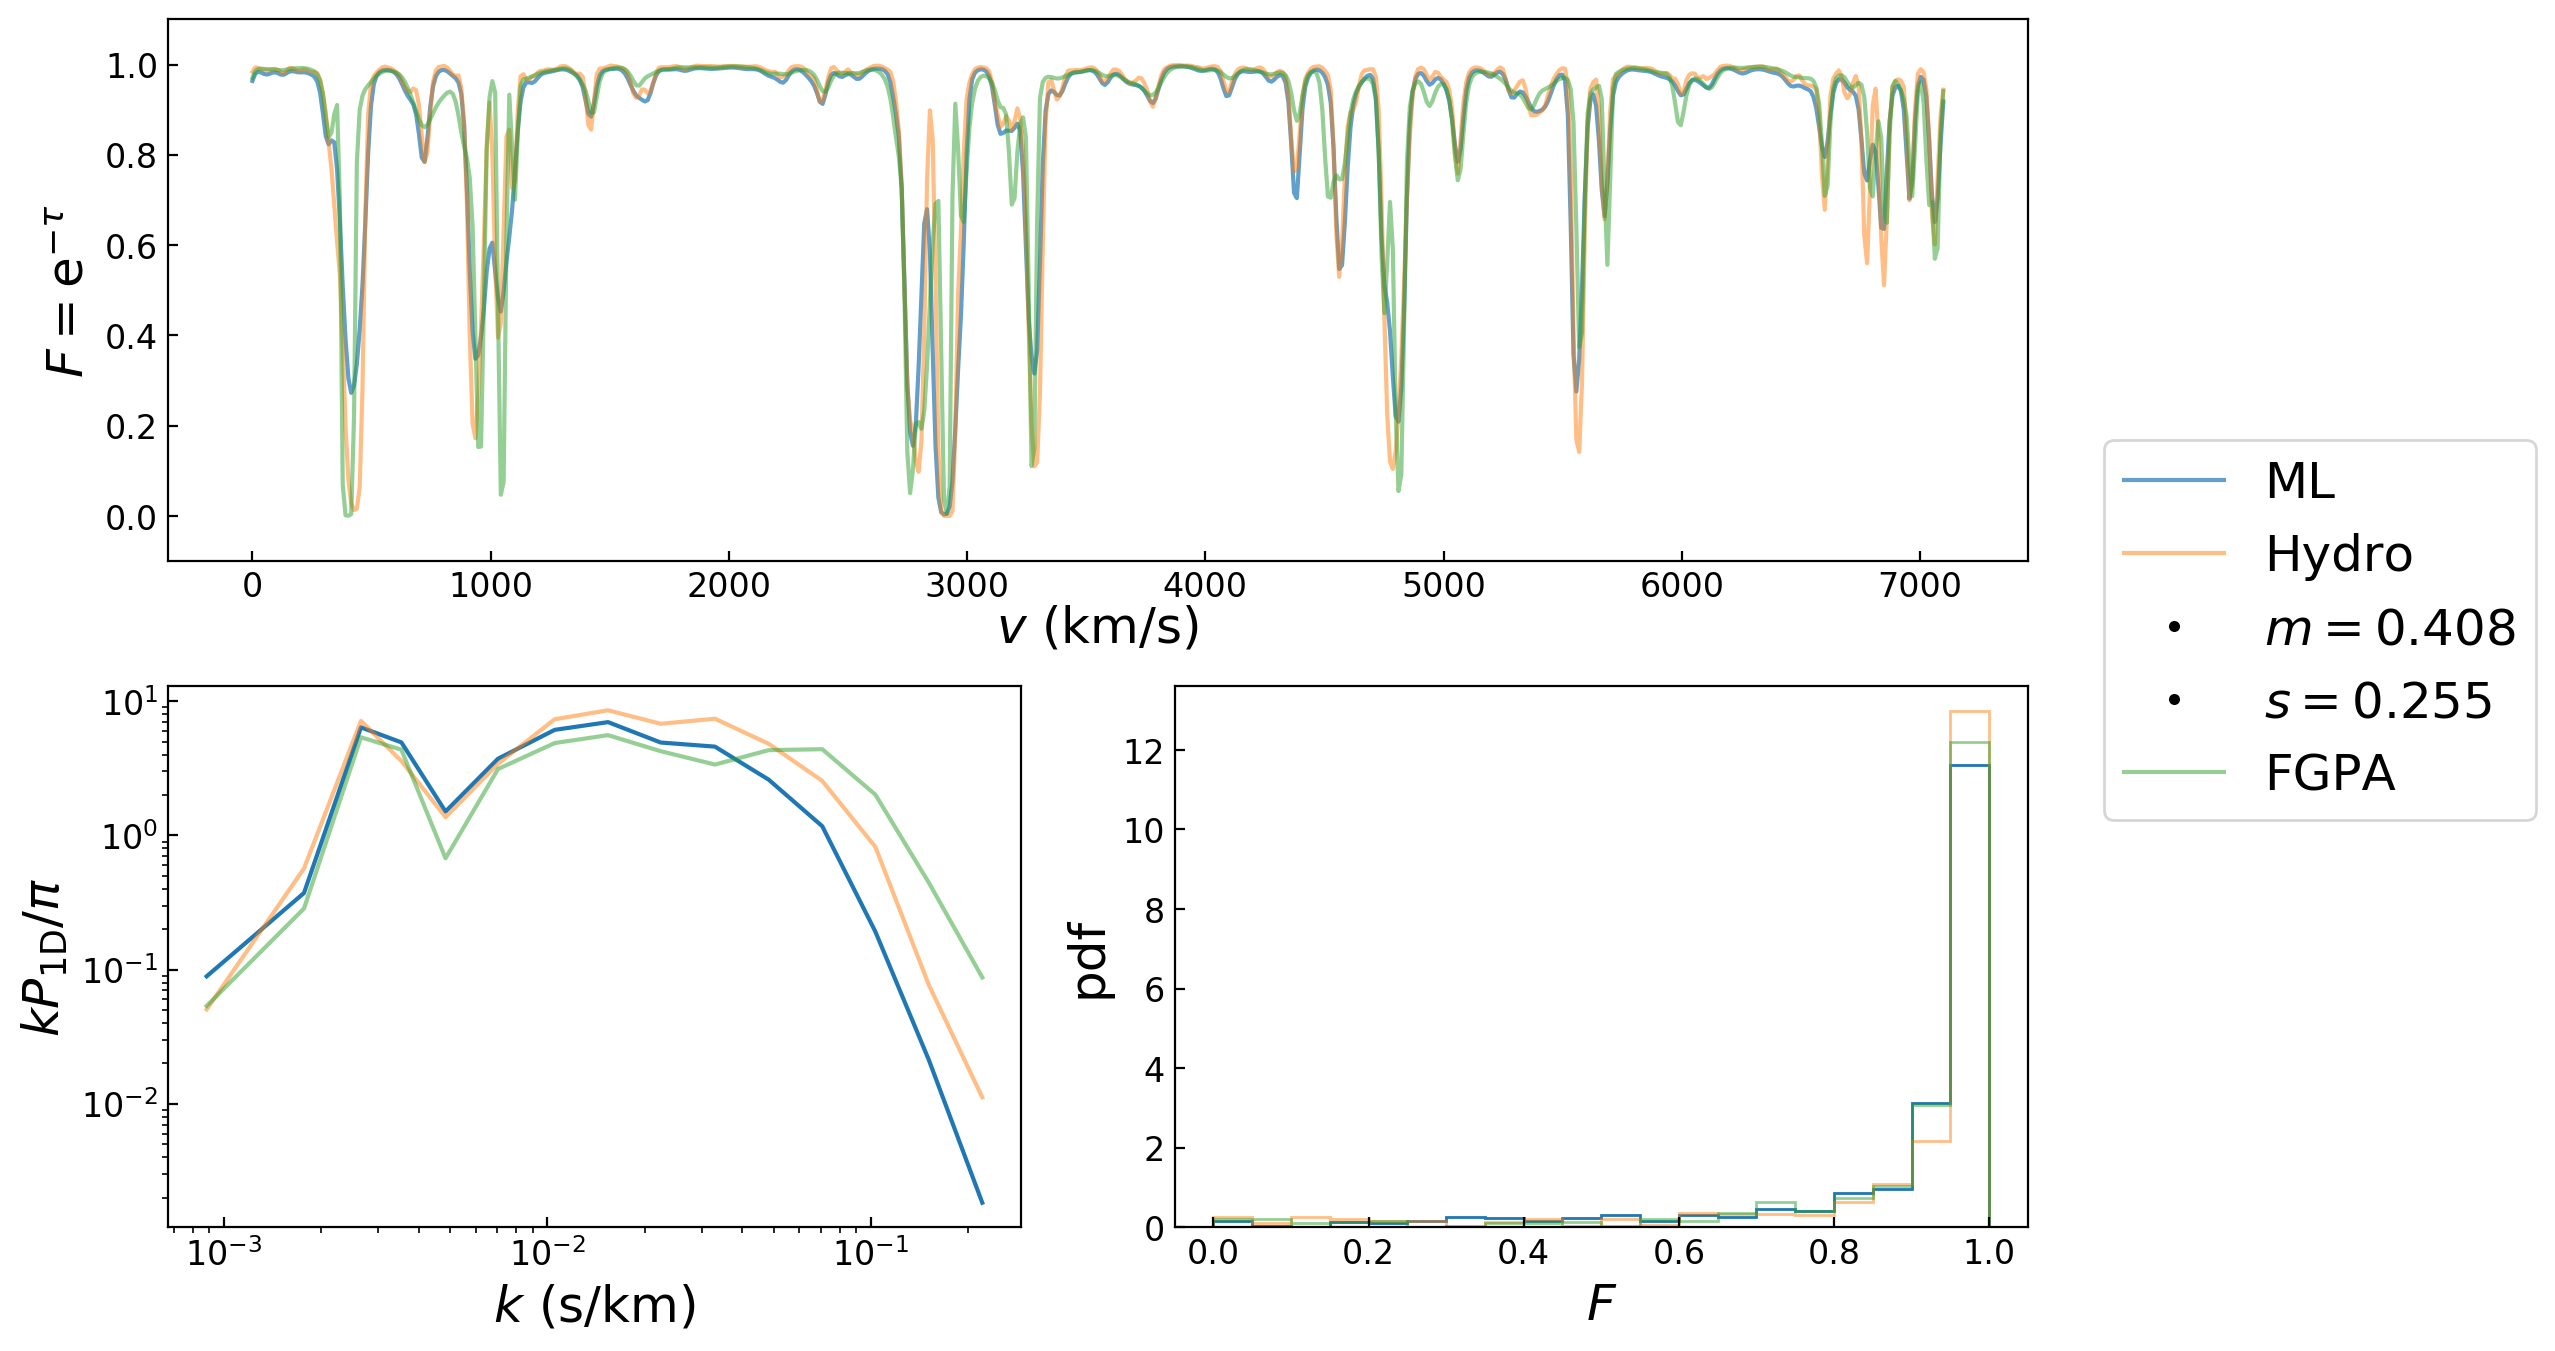 1.0
0.8
0.6
0.4
0.2
0.0
F = e^{−τ}
0 1000 2000 3000 4000 5000 6000 7000
v (km/s)
ML
Hydro
m = 0.408
s = 0.255
FGPA
10^1
10^0
10^{−1}
10^{−2}
kP_{1D}/π
10^{−3} 10^{−2} 10^{−1}
k (s/km)
12
10
8
6
4
2
0
pdf
0.0 0.2 0.4 0.6 0.8 1.0
F